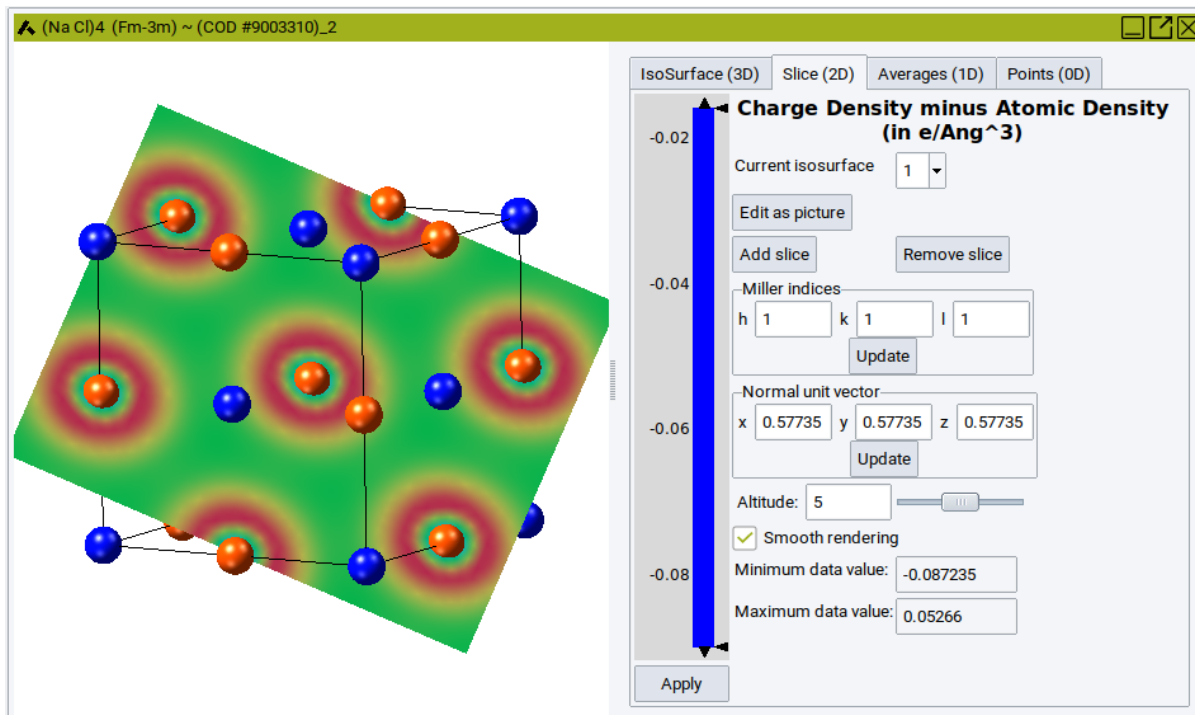 (Na Cl)4 (Fm-3m) ~ (COD #9003310)_2
IsoSurface (3D) Slice (2D) Averages (1D) Points (0D)
Charge Density minus Atomic Density
(in e/Ang^3)
-0.02
-0.04
-0.06
-0.08
Current isosurface 1
Edit as picture
Add slice Remove slice
Miller indices
h 1 k 1 l 1
Update
Normal unit vector
x 0.57735 y 0.57735 z 0.57735
Update
Altitude: 5
Smooth rendering
Minimum data value: -0.087235
Maximum data value: 0.05266
Apply